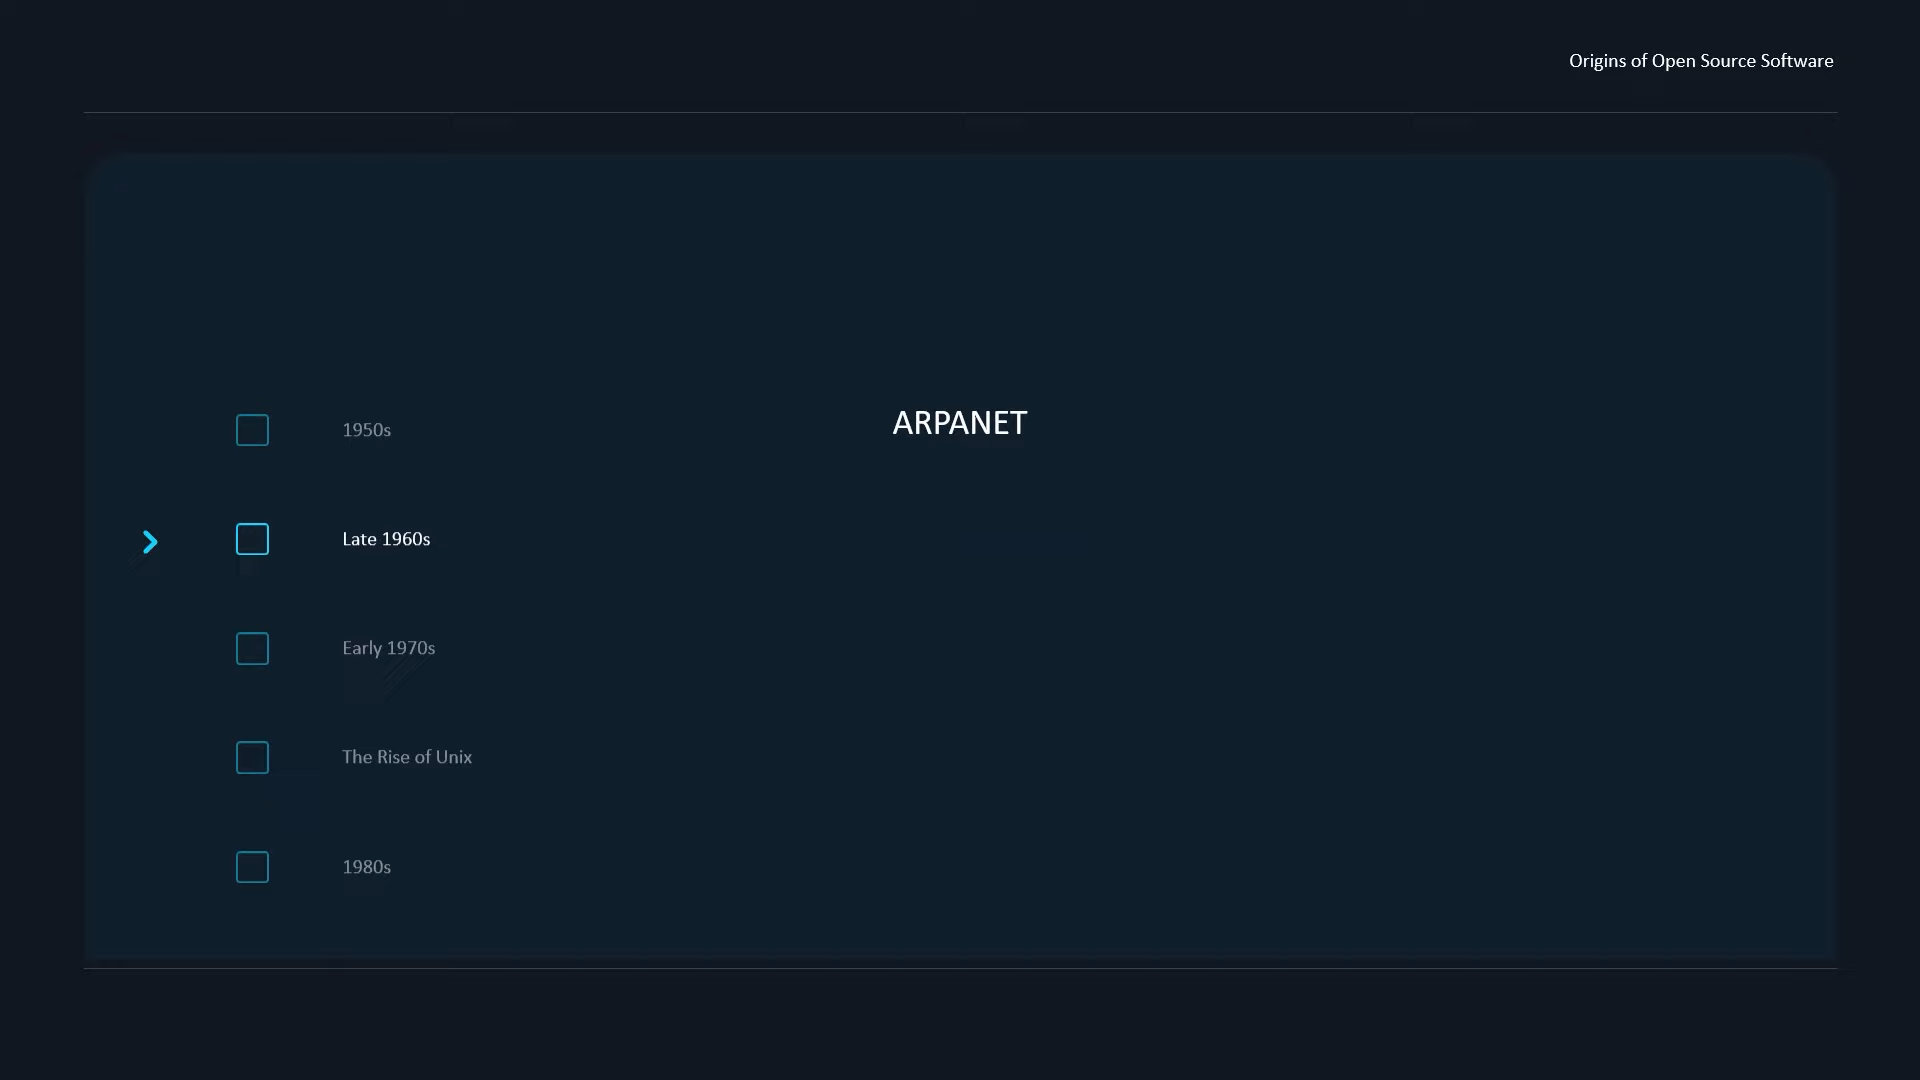 Origins of Open Source Software
1950s
ARPANET
Late 1960s
Early 1970s
The Rise of Unix
1980s